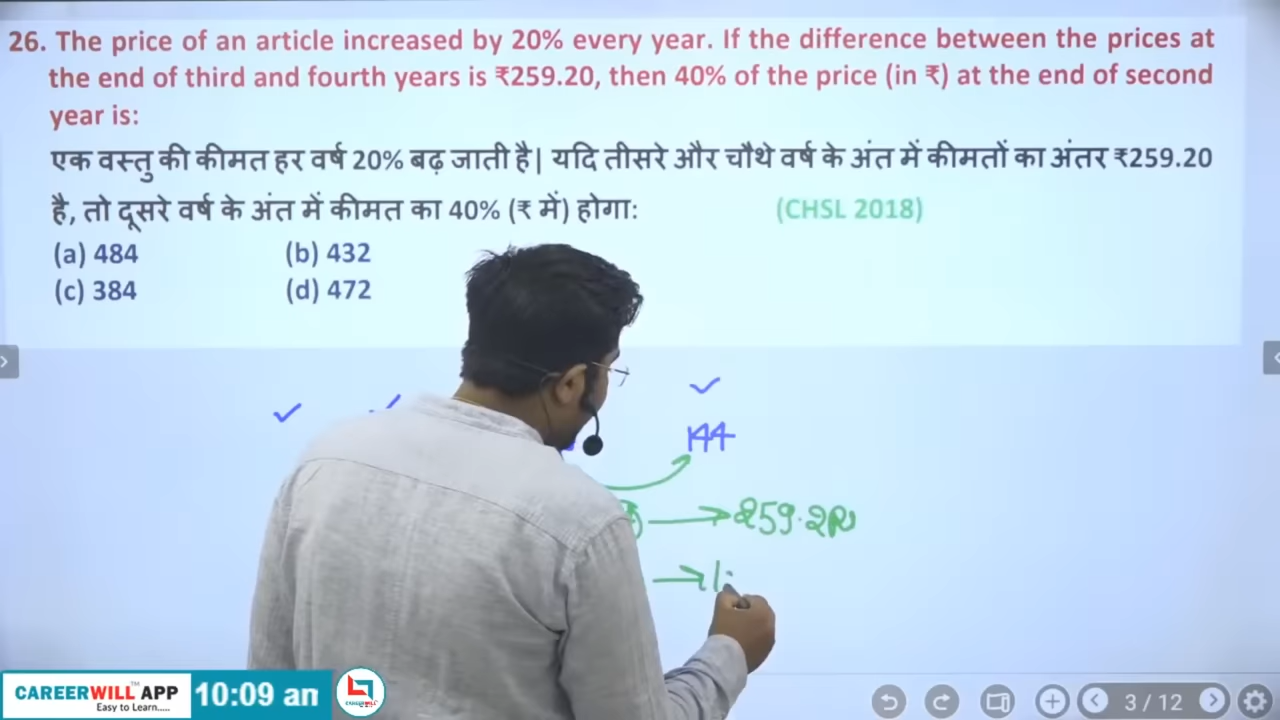 26. The price of an article increased by 20% every year. If the difference between the prices at
the end of third and fourth years is ₹259.20, then 40% of the price (in ₹) at the end of second
year is:
एक वस्तु की कीमत हर वर्ष 20% बढ़ जाती है| यदि तीसरे और चौथे वर्ष के अंत में कीमतों का अंतर ₹259.20
है, तो दूसरे वर्ष के अंत में कीमत का 40% (₹ में) होगा: (CHSL 2018)
(a) 484 (b) 432
(c) 384 (d) 472
144
259.2
CAREERWILL APP
Easy to Learn.....
10:09 am
CAREERWILL
3 / 12